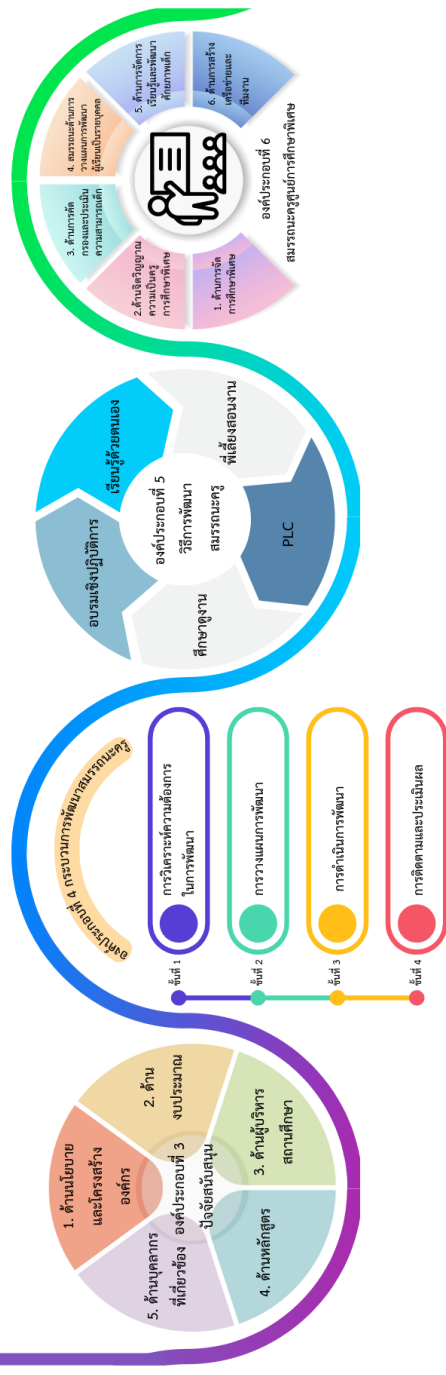 1. ด้านนโยบาย
และโครงสร้าง
องค์กร
2. ด้าน
งบประมาณ
3. ด้านผู้บริหาร
สถานศึกษา
4. ด้านหลักสูตร
5. ด้านบุคลากร
ที่เกี่ยวข้อง
องค์ประกอบที่ 3
ปัจจัยสนับสนุน
องค์ประกอบที่ 4 กระบวนการพัฒนาสมรรถนะครู
ขั้นที่ 1
การวิเคราะห์ความต้องการ
ในการพัฒนา
ขั้นที่ 2
การวางแผนการพัฒนา
ขั้นที่ 3
การดำเนินการพัฒนา
ขั้นที่ 4
การติดตามและประเมินผล
องค์ประกอบที่ 5
วิธีการพัฒนา
สมรรถนะครู
อบรมเชิงปฏิบัติการ
เรียนรู้ด้วยตนเอง
พี่เลี้ยงสอนงาน
PLC
ศึกษาดูงาน
1. ด้านการจัด
การศึกษาพิเศษ
2.ด้านจิตวิญญาณ
ความเป็นครู
การศึกษาพิเศษ
3. ด้านการคัด
กรองและประเมิน
ความสามารถเด็ก
4. สมรรถนะด้านการ
วางแผนการพัฒนา
ผู้เรียนเป็นรายบุคคล
5. ด้านการจัดการ
เรียนรู้และพัฒนา
ศักยภาพเด็ก
6. ด้านการสร้าง
เครือข่ายและ
ทีมงาน
องค์ประกอบที่ 6
สมรรถนะครูศูนย์การศึกษาพิเศษ